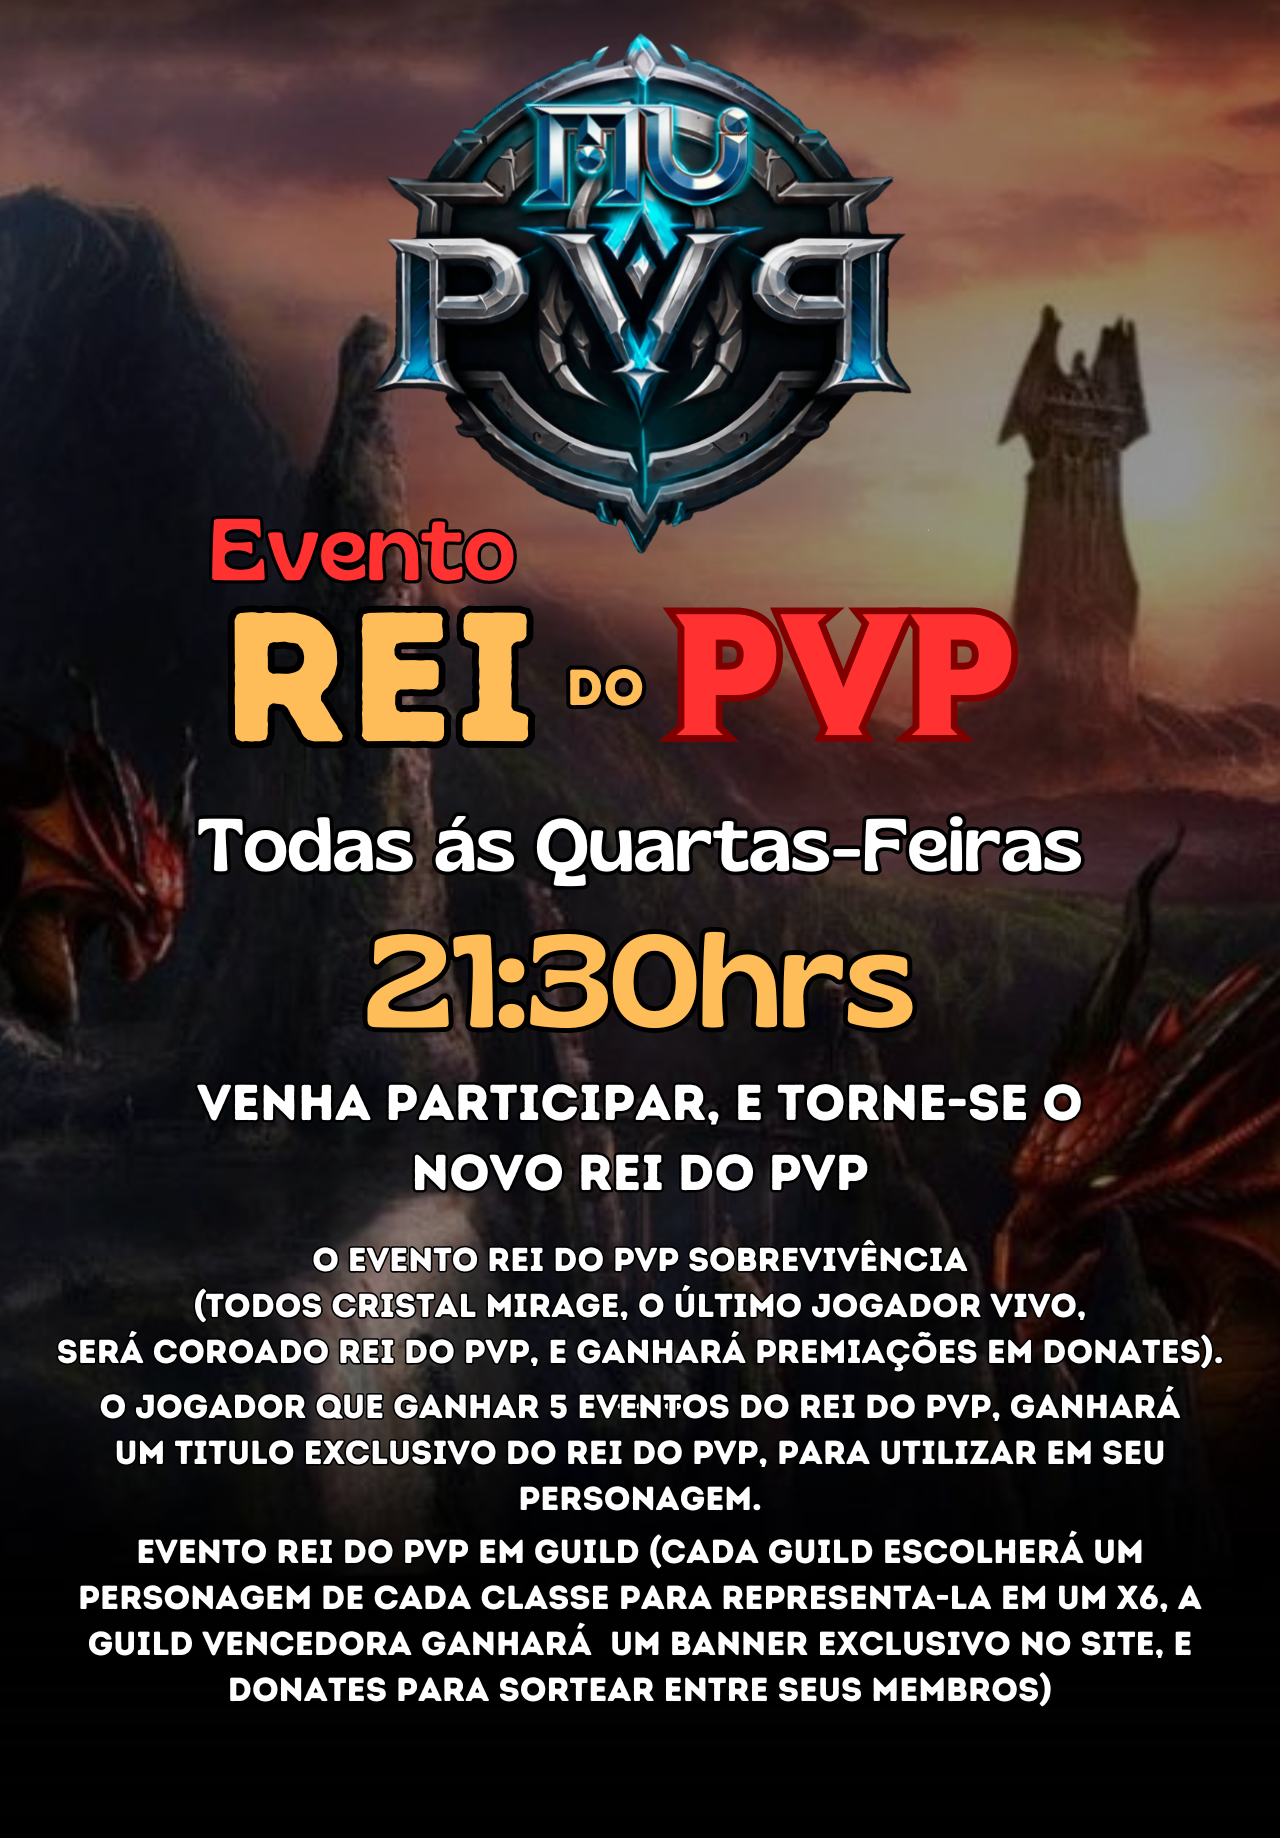 MU
PVP
Evento
REI DO PVP
Todas ás Quartas-Feiras
21:30hrs
VENHA PARTICIPAR, E TORNE-SE O
NOVO REI DO PVP
O EVENTO REI DO PVP SOBREVIVÊNCIA
(TODOS CRISTAL MIRAGE, O ÚLTIMO JOGADOR VIVO,
SERÁ COROADO REI DO PVP, E GANHARÁ PREMIAÇÕES EM DONATES).
O JOGADOR QUE GANHAR 5 EVENTOS DO REI DO PVP, GANHARÁ
UM TITULO EXCLUSIVO DO REI DO PVP, PARA UTILIZAR EM SEU
PERSONAGEM.
EVENTO REI DO PVP EM GUILD (CADA GUILD ESCOLHERÁ UM
PERSONAGEM DE CADA CLASSE PARA REPRESENTA-LA EM UM X6, A
GUILD VENCEDORA GANHARÁ  UM BANNER EXCLUSIVO NO SITE, E
DONATES PARA SORTEAR ENTRE SEUS MEMBROS)